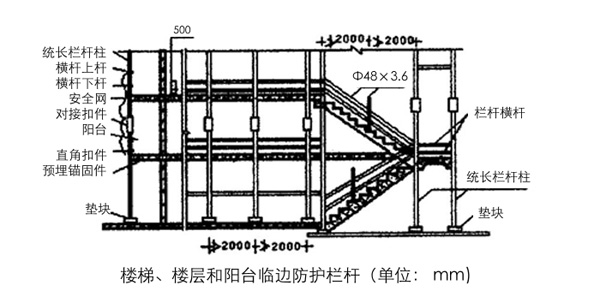 500
≯2000
≯2000
统长栏杆柱
横杆上杆
横杆下杆
安全网
对接扣件
阳台
直角扣件
预埋锚固件
垫块
Φ48×3.6
栏杆横杆
统长栏杆柱
垫块
≯2000
≯2000
楼梯、楼层和阳台临边防护栏杆（单位： mm）